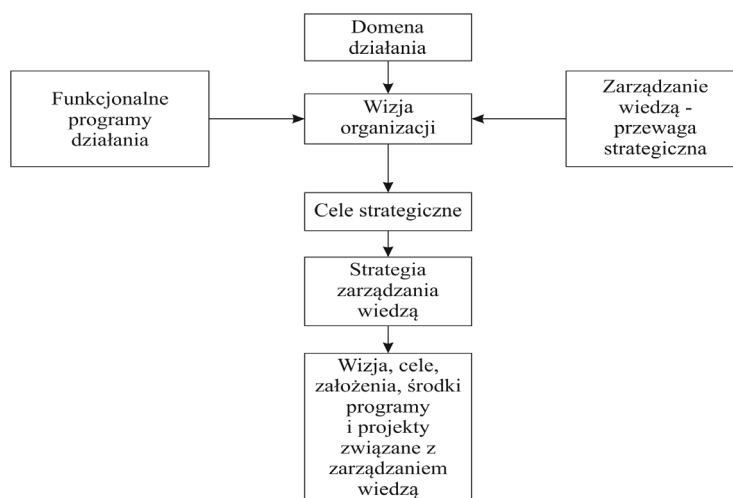 Domena
działania
Funkcjonalne
programy
działania
Wizja
organizacji
Zarządzanie
wiedzą -
przewaga
strategiczna
Cele strategiczne
Strategia
zarządzania
wiedzą
Wizja, cele,
założenia, środki
programy
i projekty
związane z
zarządzaniem
wiedzą